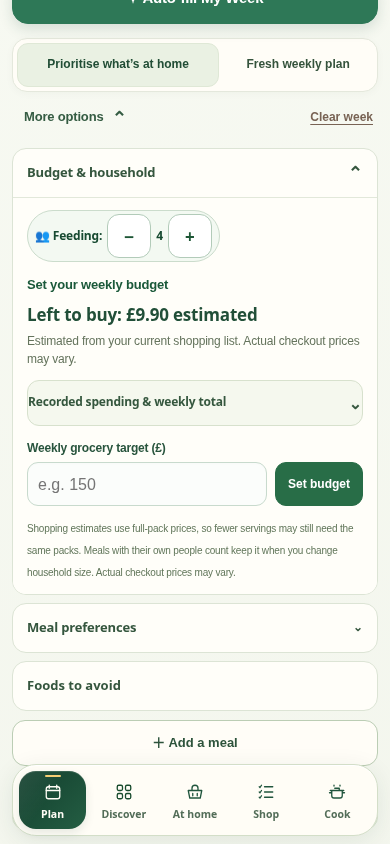 Auto-fill My Week
Prioritise what's at home
Fresh weekly plan
More options
Clear week
Budget & household
Feeding:
−
4
+
Set your weekly budget
Left to buy: £9.90 estimated
Estimated from your current shopping list. Actual checkout prices
may vary.
Recorded spending & weekly total
Weekly grocery target (£)
e.g. 150
Set budget
Shopping estimates use full-pack prices, so fewer servings may still need the
same packs. Meals with their own people count keep it when you change
household size. Actual checkout prices may vary.
Meal preferences
Foods to avoid
+ Add a meal
Plan
Discover
At home
Shop
Cook